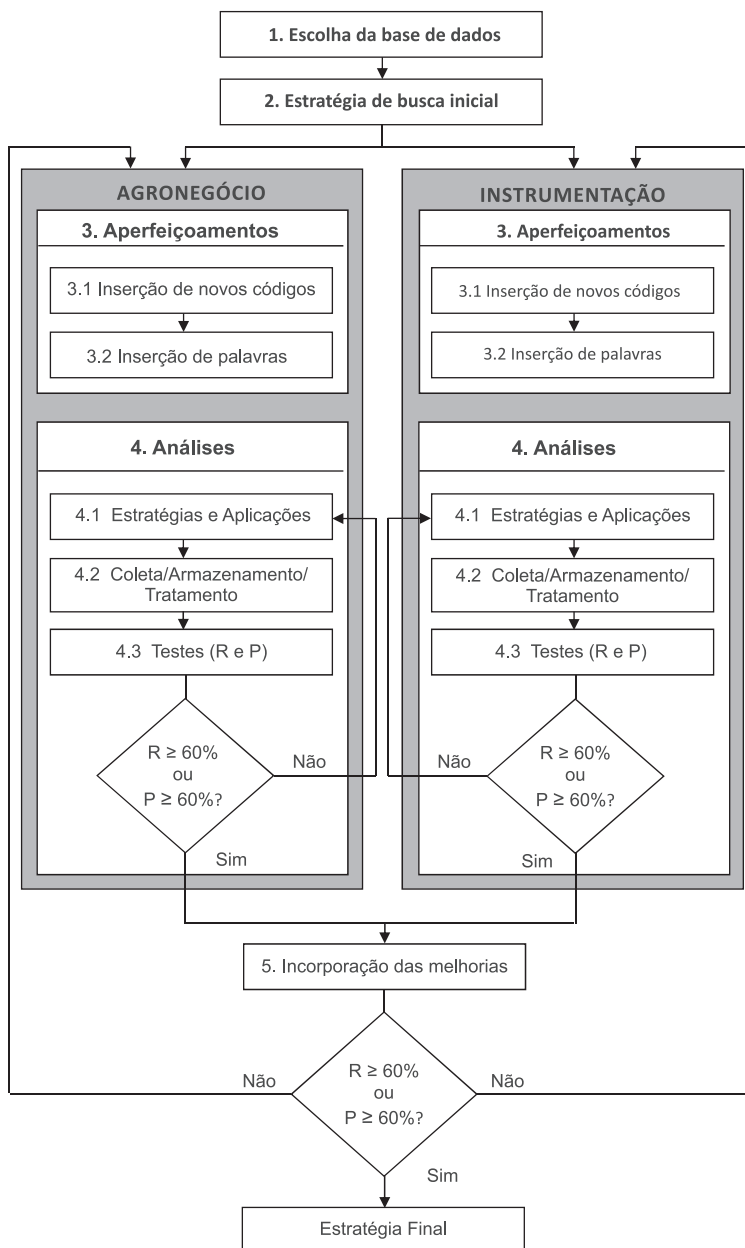 1. Escolha da base de dados
2. Estratégia de busca inicial
AGRONEGÓCIO
3. Aperfeiçoamentos
3.1 Inserção de novos códigos
3.2 Inserção de palavras
4. Análises
4.1 Estratégias e Aplicações
4.2 Coleta/Armazenamento/
Tratamento
4.3 Testes (R e P)
R ≥ 60%
ou
P ≥ 60%?
Não
Sim
INSTRUMENTAÇÃO
3. Aperfeiçoamentos
3.1 Inserção de novos códigos
3.2 Inserção de palavras
4. Análises
4.1 Estratégias e Aplicações
4.2 Coleta/Armazenamento/
Tratamento
4.3 Testes (R e P)
R ≥ 60%
ou
P ≥ 60%?
Não
Sim
5. Incorporação das melhorias
Não
R ≥ 60%
ou
P ≥ 60%?
Não
Sim
Estratégia Final